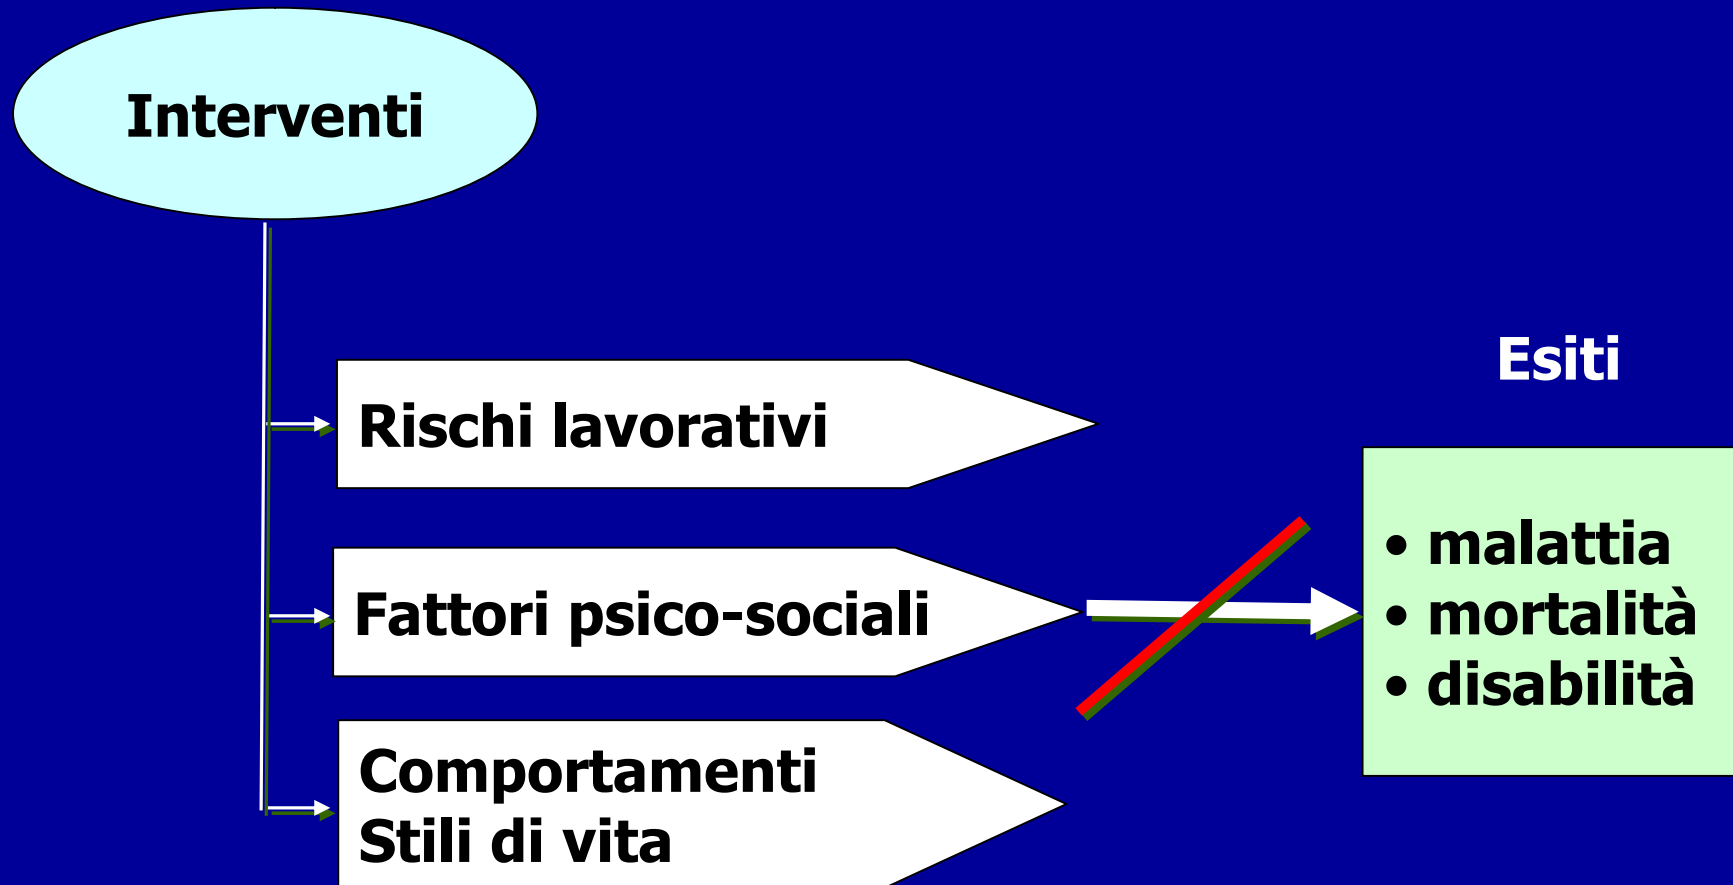 Interventi
Rischi lavorativi
Fattori psico-sociali
Comportamenti
Stili di vita
Esiti
• malattia
• mortalità
• disabilità